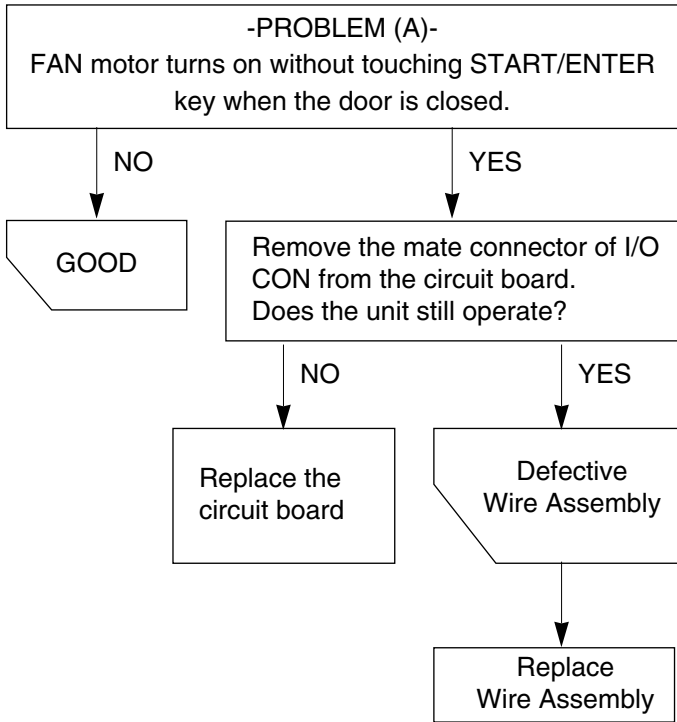 -PROBLEM (A)-
FAN motor turns on without touching START/ENTER
key when the door is closed.
NO
YES
GOOD
Remove the mate connector of I/O
CON from the circuit board.
Does the unit still operate?
NO
YES
Replace the
circuit board
Defective
Wire Assembly
Replace
Wire Assembly